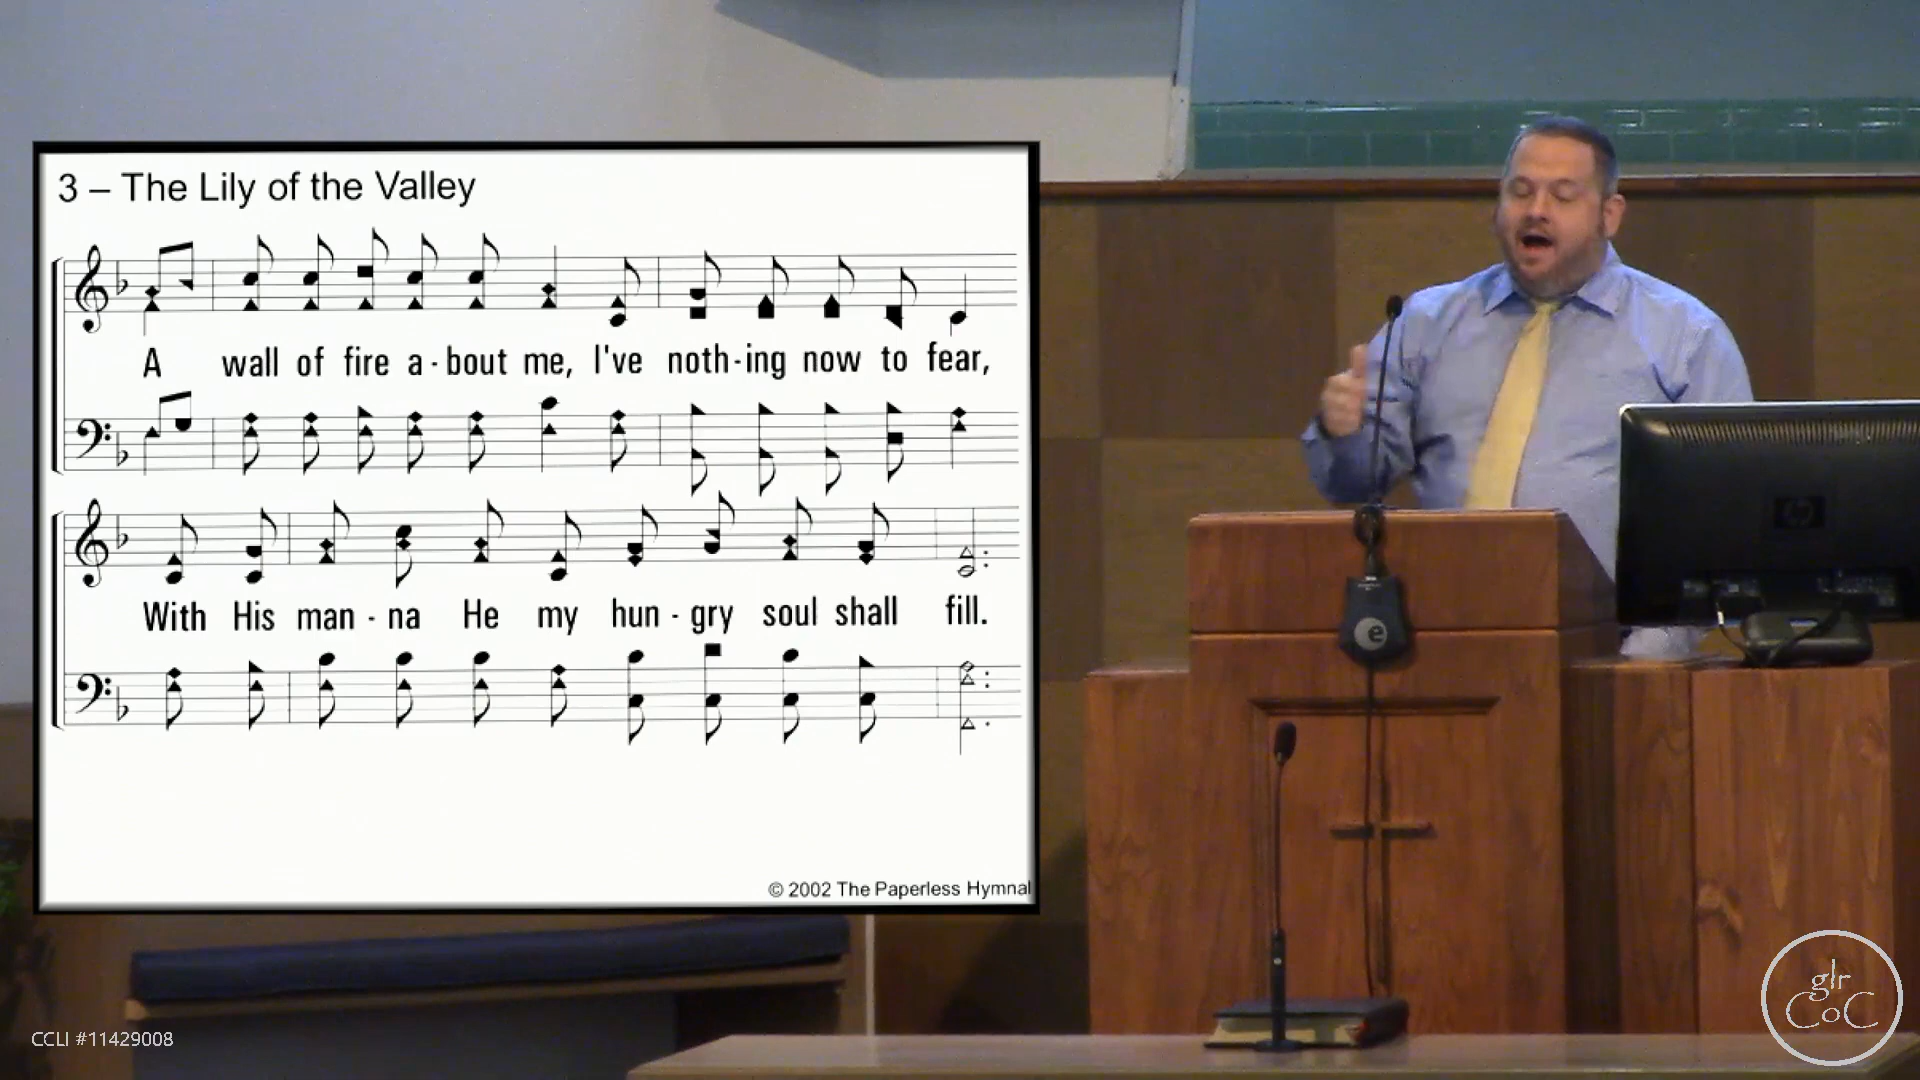 3 – The Lily of the Valley
A wall of fire a - bout me, I've noth - ing now to fear,
With His man - na He my hun - gry soul shall fill.
© 2002 The Paperless Hymnal
hp
e
glr
CoC
CCLI #11429008